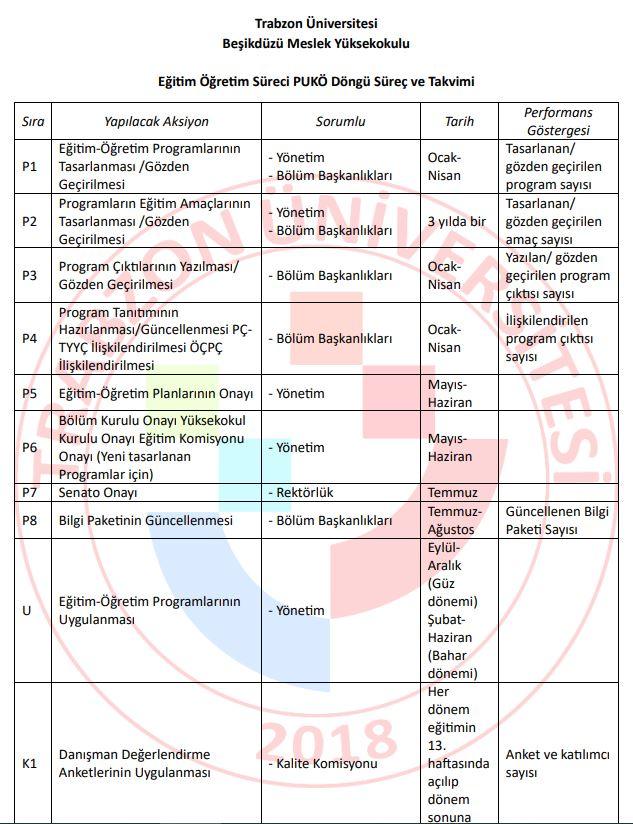 Trabzon Üniversitesi
Beşikdüzü Meslek Yüksekokulu
Eğitim Öğretim Süreci PUKÖ Döngü Süreç ve Takvimi
Sıra
Yapılacak Aksiyon
Sorumlu
Tarih
Performans
Göstergesi
P1
Eğitim-Öğretim Programlarının
Tasarlanması /Gözden
Geçirilmesi
- Yönetim
- Bölüm Başkanlıkları
Ocak-
Nisan
Tasarlanan/
gözden geçirilen
program sayısı
P2
Programların Eğitim Amaçlarının
Tasarlanması /Gözden
Geçirilmesi
- Yönetim
- Bölüm Başkanlıkları
3 yılda bir
Tasarlanan/
gözden geçirilen
amaç sayısı
P3
Program Çıktılarının Yazılması/
Gözden Geçirilmesi
- Bölüm Başkanlıkları
Ocak-
Nisan
Yazılan/ gözden
geçirilen program
çıktısı sayısı
P4
Program Tanıtımının
Hazırlanması/Güncellenmesi PÇ-
TYYÇ İlişkilendirilmesi ÖÇPÇ
İlişkilendirilmesi
- Bölüm Başkanlıkları
Ocak-
Nisan
İlişkilendirilen
program çıktısı
sayısı
P5
Eğitim-Öğretim Planlarının Onayı
- Yönetim
Mayıs-
Haziran
P6
Bölüm Kurulu Onayı Yüksekokul
Kurulu Onayı Eğitim Komisyonu
Onayı (Yeni tasarlanan
Programlar için)
- Yönetim
Mayıs-
Haziran
P7
Senato Onayı
- Rektörlük
Temmuz
P8
Bilgi Paketinin Güncellenmesi
- Bölüm Başkanlıkları
Temmuz-
Ağustos
Güncellenen Bilgi
Paketi Sayısı
U
Eğitim-Öğretim Programlarının
Uygulanması
- Yönetim
Eylül-
Aralık
(Güz
dönemi)
Şubat-
Haziran
(Bahar
dönemi)
K1
Danışman Değerlendirme
Anketlerinin Uygulanması
- Kalite Komisyonu
Her
dönem
eğitimin
13.
haftasında
açılıp
dönem
sonuna
Anket ve katılımcı
sayısı
TRABZON ÜNİVERSİTESİ
2018